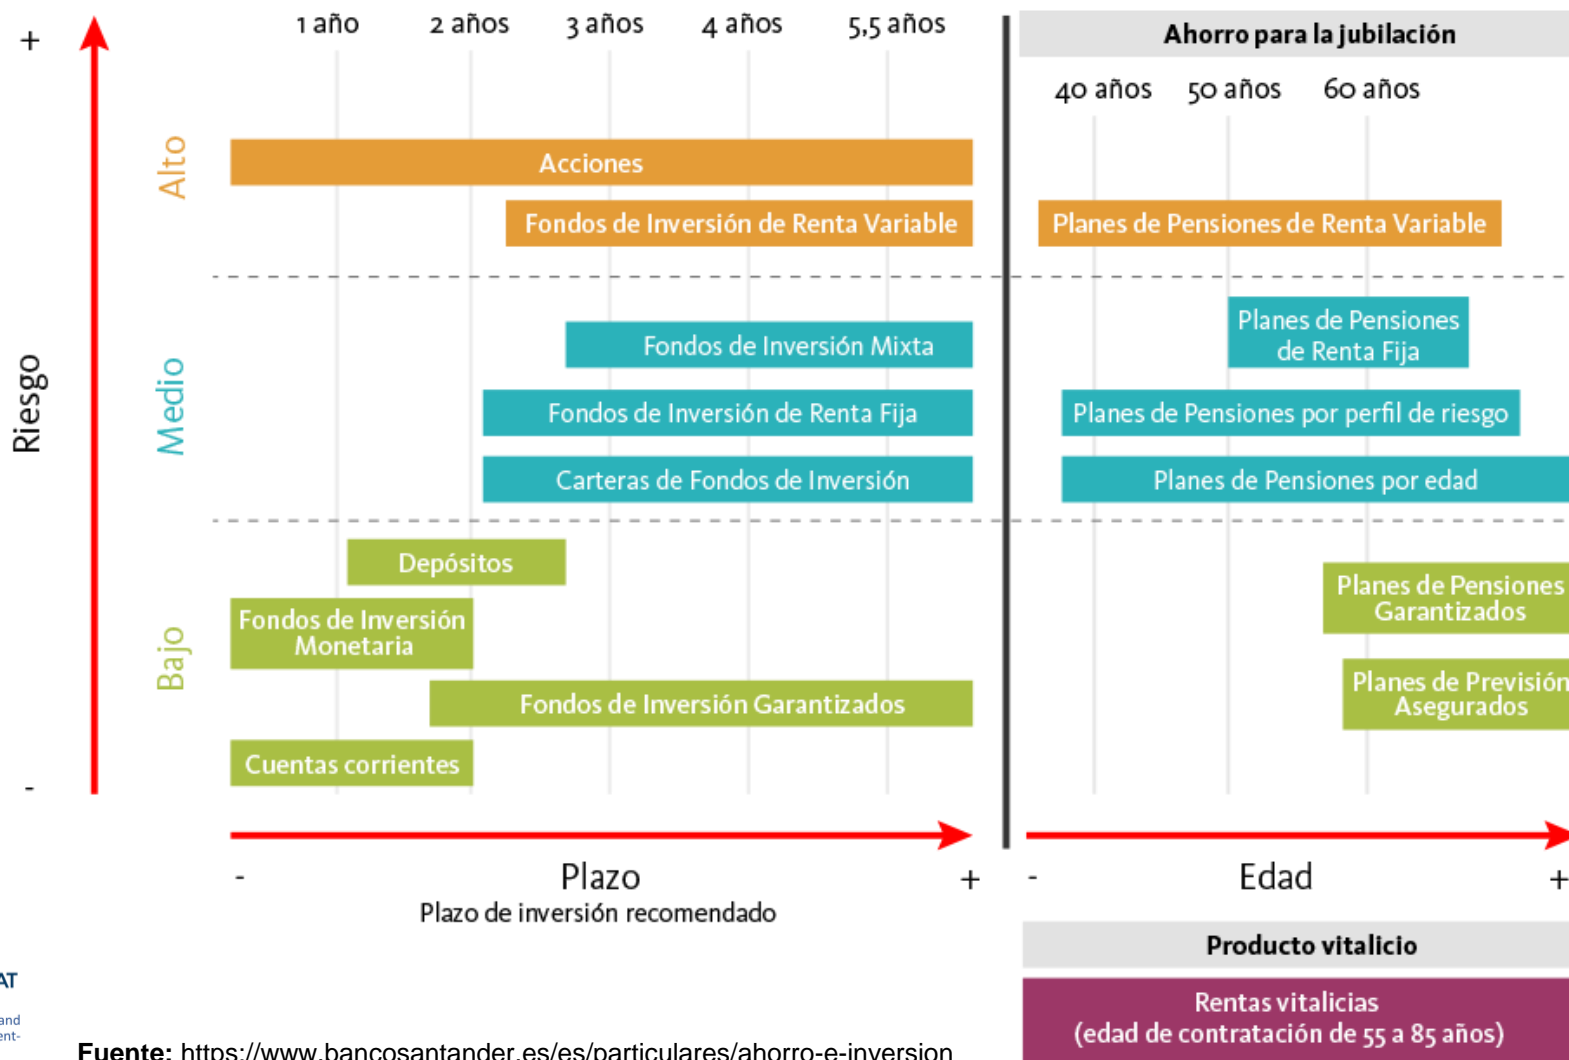 1 año 2 años 3 años 4 años 5,5 años
Ahorro para la jubilación
40 años 50 años 60 años
+
Riesgo
-
Alto
Acciones
Fondos de Inversión de Renta Variable
Planes de Pensiones de Renta Variable
Medio
Fondos de Inversión Mixta
Planes de Pensiones
de Renta Fija
Fondos de Inversión de Renta Fija
Planes de Pensiones por perfil de riesgo
Carteras de Fondos de Inversión
Planes de Pensiones por edad
Bajo
Depósitos
Fondos de Inversión
Monetaria
Planes de Pensiones
Garantizados
Fondos de Inversión Garantizados
Planes de Previsión
Asegurados
Cuentas corrientes
- Plazo +
Plazo de inversión recomendado
- Edad +
Producto vitalicio
Rentas vitalicias
(edad de contratación de 55 a 85 años)
AT
and
ent-
Fuente: https://www.bancosantander.es/es/particulares/ahorro-e-inversion